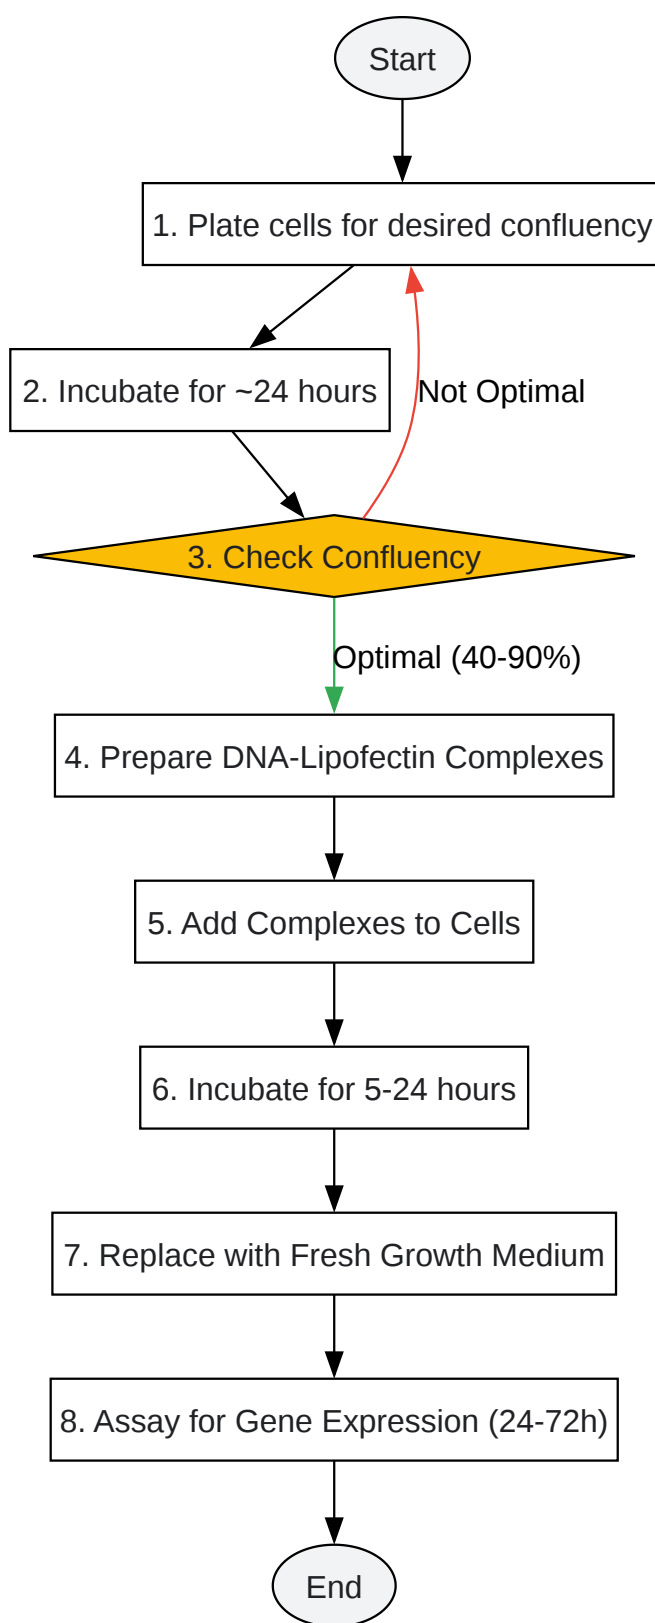 Start
1. Plate cells for desired confluency
2. Incubate for ~24 hours
Not Optimal
3. Check Confluency
Optimal (40-90%)
4. Prepare DNA-Lipofectin Complexes
5. Add Complexes to Cells
6. Incubate for 5-24 hours
7. Replace with Fresh Growth Medium
8. Assay for Gene Expression (24-72h)
End